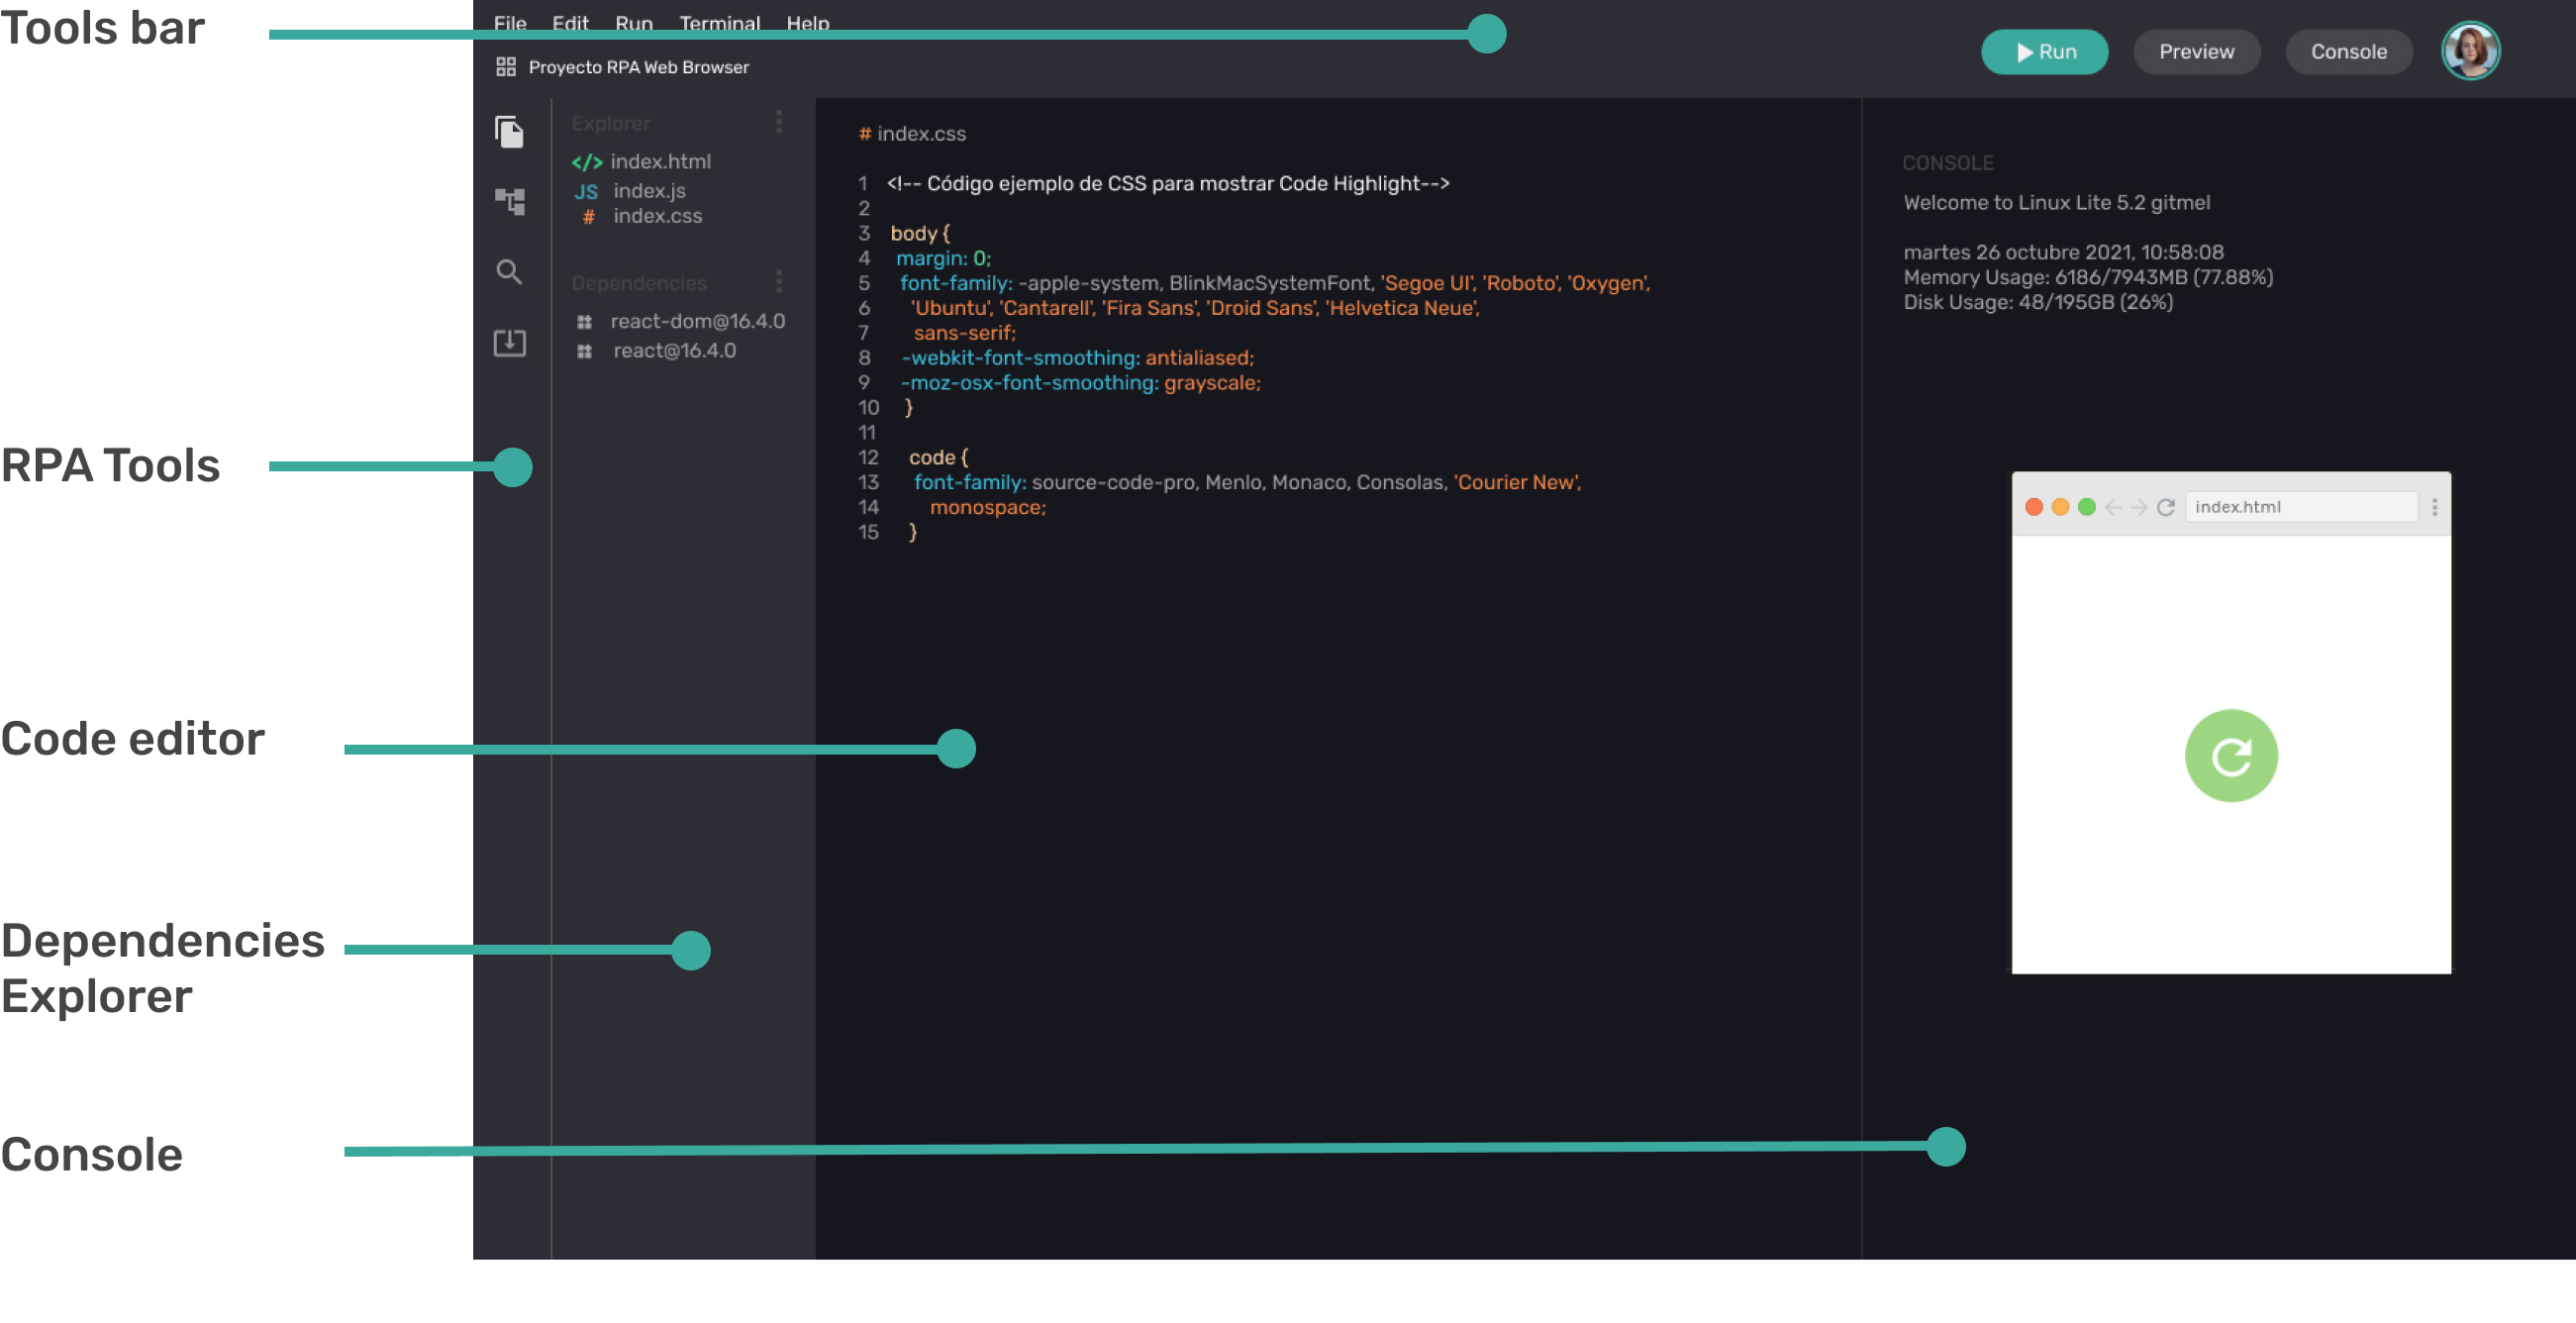 Tools bar
File Edit Run Terminal Help
Proyecto RPA Web Browser
Run Preview Console
RPA Tools
Code editor
Dependencies
Explorer
Console
Explorer
</> index.html
JS index.js
# index.css
Dependencies
react-dom@16.4.0
react@16.4.0
# index.css
1 <!-- Código ejemplo de CSS para mostrar Code Highlight-->
2
3 body {
4 margin: 0;
5 font-family: -apple-system, BlinkMacSystemFont, 'Segoe UI', 'Roboto', 'Oxygen',
6 'Ubuntu', 'Cantarell', 'Fira Sans', 'Droid Sans', 'Helvetica Neue',
7 sans-serif;
8 -webkit-font-smoothing: antialiased;
9 -moz-osx-font-smoothing: grayscale;
10 }
11
12 code {
13 font-family: source-code-pro, Menlo, Monaco, Consolas, 'Courier New',
14 monospace;
15 }
CONSOLE
Welcome to Linux Lite 5.2 gitmel
martes 26 octubre 2021, 10:58:08
Memory Usage: 6186/7943MB (77.88%)
Disk Usage: 48/195GB (26%)
index.html